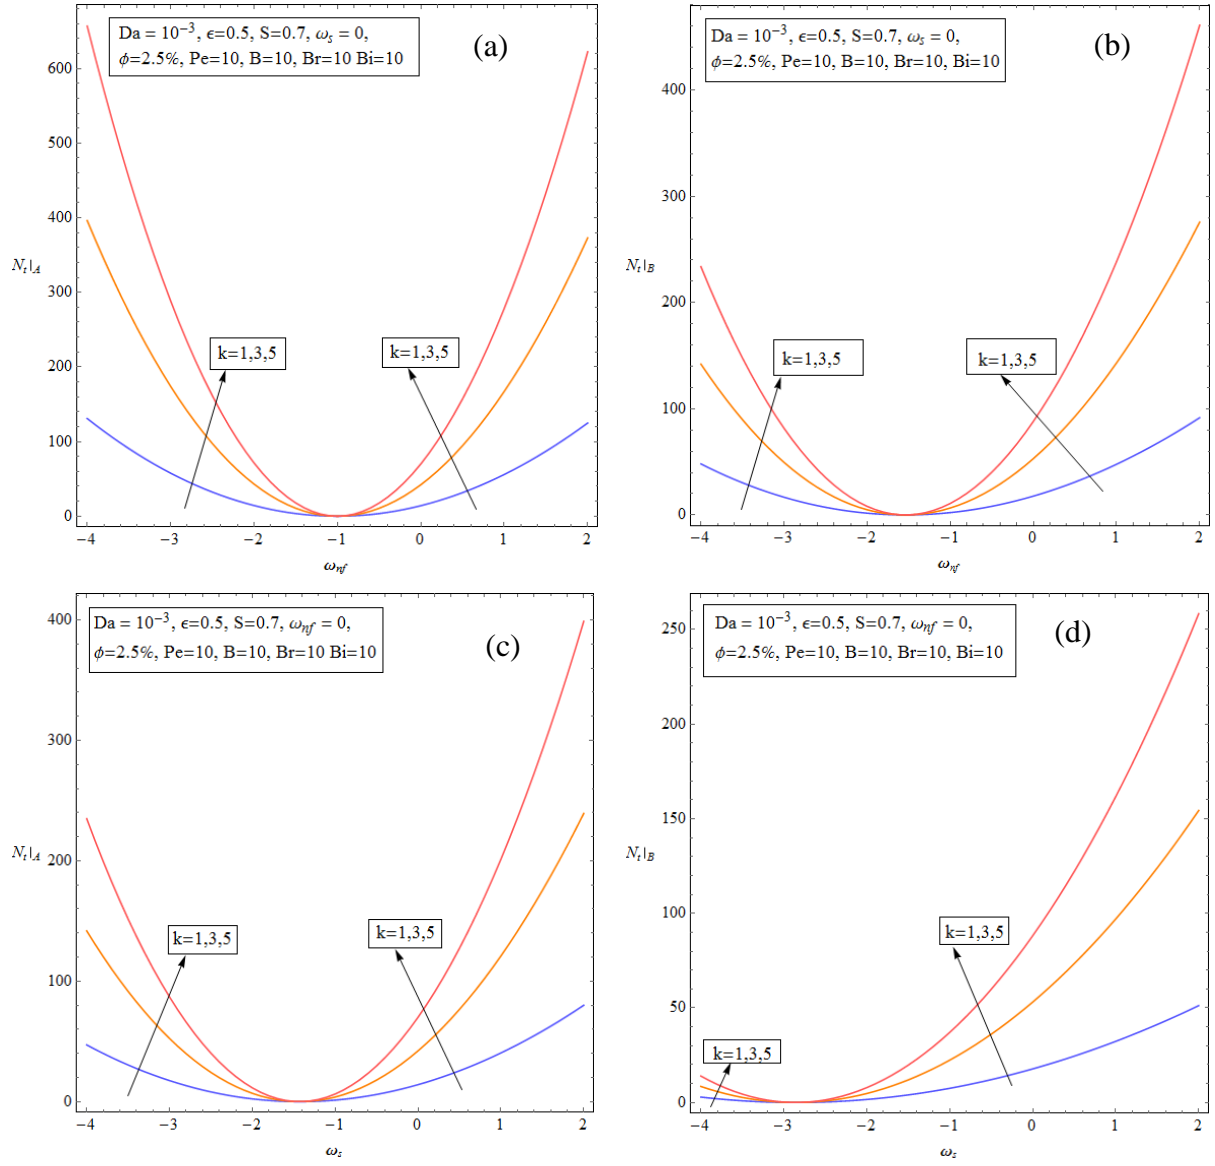 Da = 10⁻³, ϵ=0.5, S=0.7, ωₛ = 0,
ϕ=2.5%, Pe=10, B=10, Br=10 Bi=10
(a)
600
500
400
300
200
100
0
N_t|_A
k=1,3,5
k=1,3,5
−4 −3 −2 −1 0 1 2
ω_nf
Da = 10⁻³, ϵ=0.5, S=0.7, ωₛ = 0,
ϕ=2.5%, Pe=10, B=10, Br=10, Bi=10
(b)
400
300
200
100
0
N_t|_B
k=1,3,5
k=1,3,5
−4 −3 −2 −1 0 1 2
ω_nf
Da = 10⁻³, ϵ=0.5, S=0.7, ω_nf = 0,
ϕ=2.5%, Pe=10, B=10, Br=10 Bi=10
(c)
400
300
200
100
0
N_t|_A
k=1,3,5
k=1,3,5
−4 −3 −2 −1 0 1 2
ωₛ
Da = 10⁻³, ϵ=0.5, S=0.7, ω_nf = 0,
ϕ=2.5%, Pe=10, B=10, Br=10, Bi=10
(d)
250
200
150
100
50
0
N_t|_B
k=1,3,5
k=1,3,5
−4 −3 −2 −1 0 1 2
ωₛ